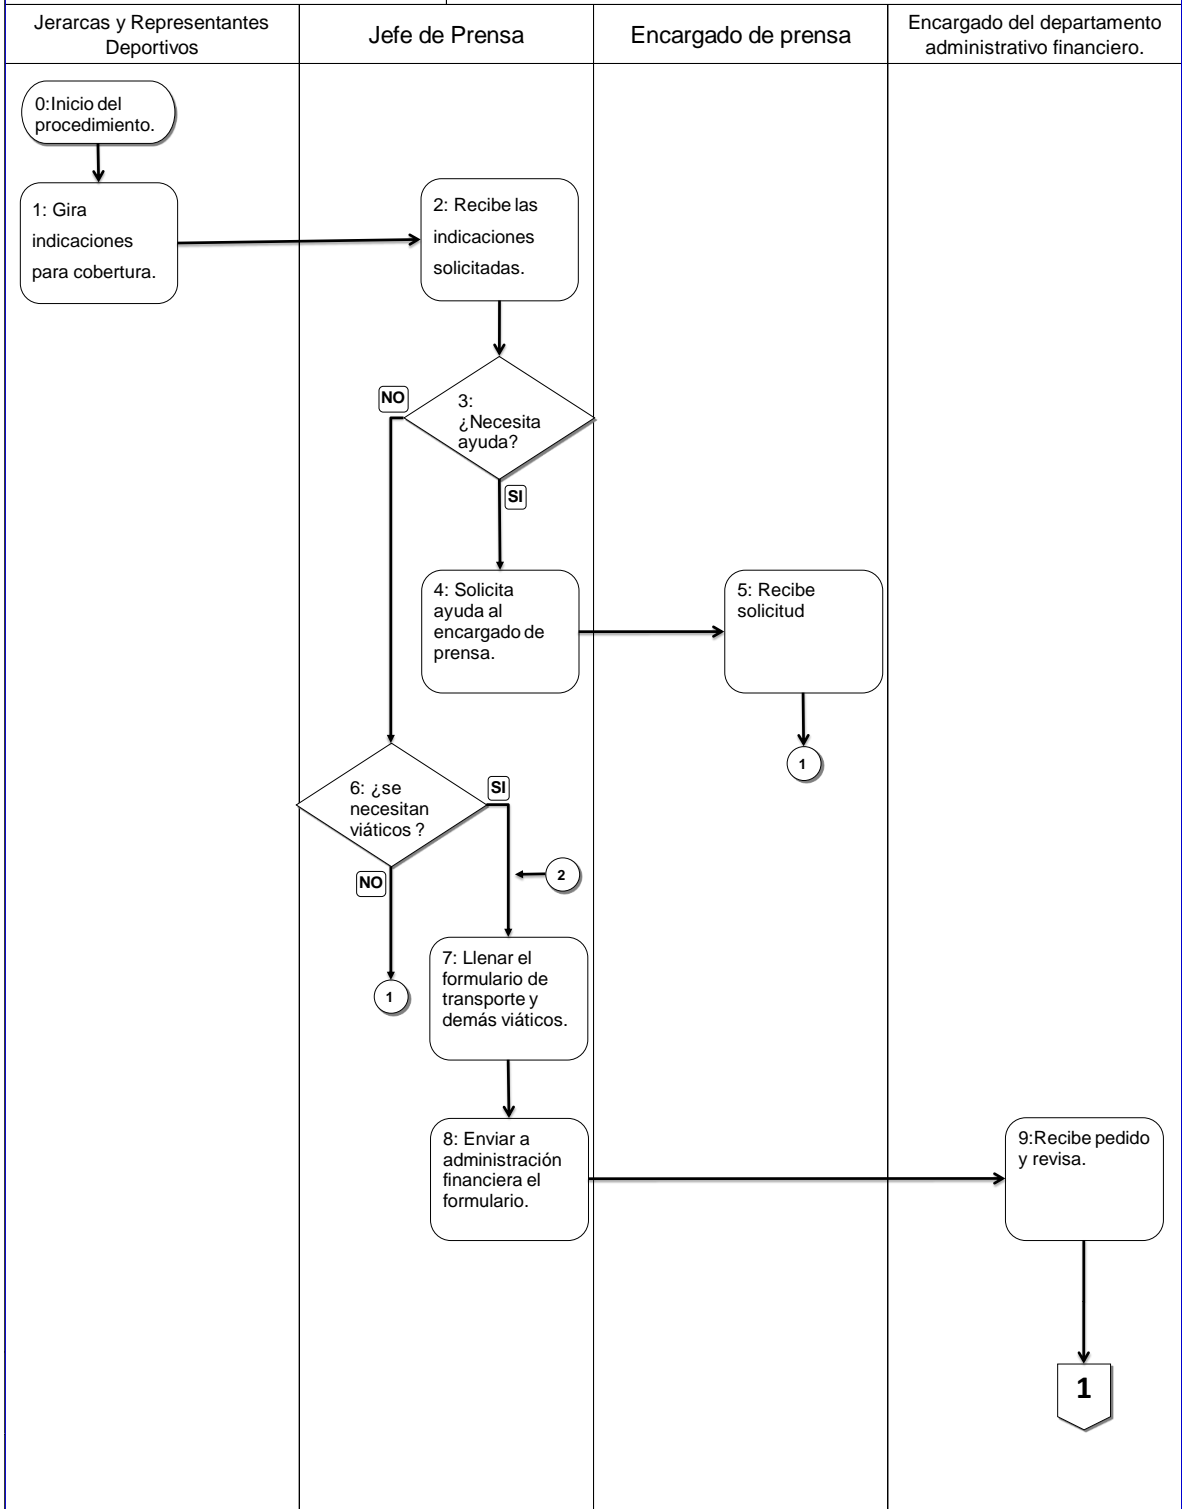 Jerarcas y Representantes
Deportivos
Jefe de Prensa
Encargado de prensa
Encargado del departamento
administrativo financiero.
0:Inicio del
procedimiento.
1: Gira
indicaciones
para cobertura.
2: Recibe las
indicaciones
solicitadas.
NO
3:
¿Necesita
ayuda?
SI
4: Solicita
ayuda al
encargado de
prensa.
5: Recibe
solicitud
1
6: ¿se
necesitan
viáticos ?
SI
NO
2
1
7: Llenar el
formulario de
transporte y
demás viáticos.
8: Enviar a
administración
financiera el
formulario.
9:Recibe pedido
y revisa.
1